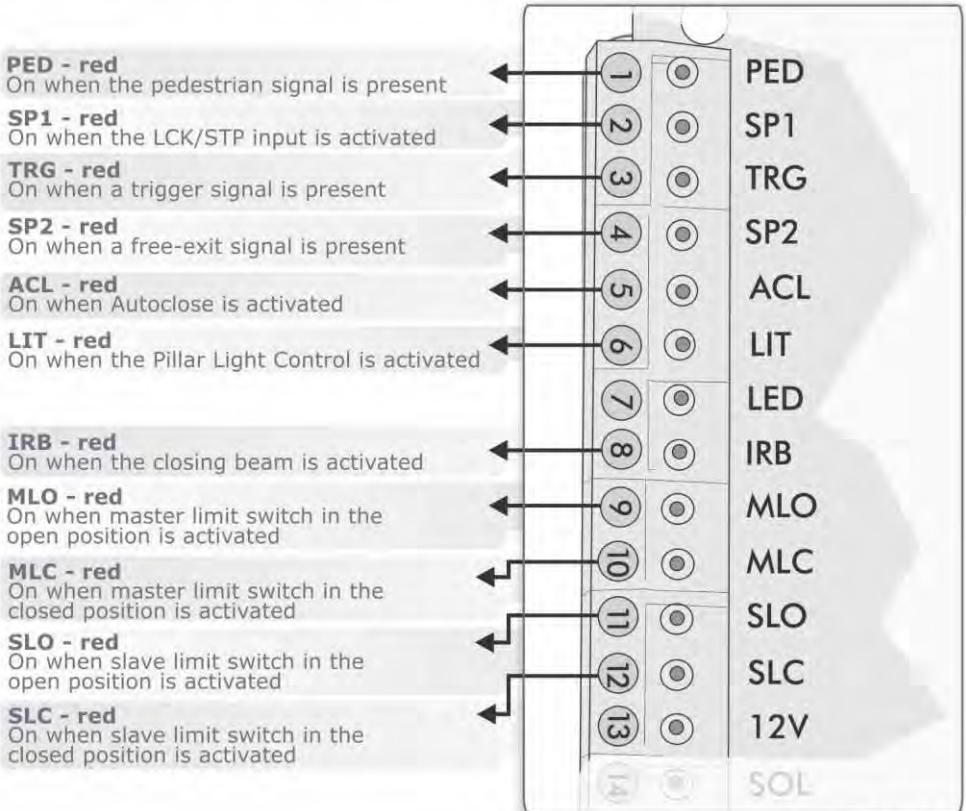 PED - red
On when the pedestrian signal is present
SP1 - red
On when the LCK/STP input is activated
TRG - red
On when a trigger signal is present
SP2 - red
On when a free-exit signal is present
ACL - red
On when Autoclose is activated
LIT - red
On when the Pillar Light Control is activated
IRB - red
On when the closing beam is activated
MLO - red
On when master limit switch in the
open position is activated
MLC - red
On when master limit switch in the
closed position is activated
SLO - red
On when slave limit switch in the
open position is activated
SLC - red
On when slave limit switch in the
closed position is activated
1 PED
2 SP1
3 TRG
4 SP2
5 ACL
6 LIT
7 LED
8 IRB
9 MLO
10 MLC
11 SLO
12 SLC
13 12V
14 SOL